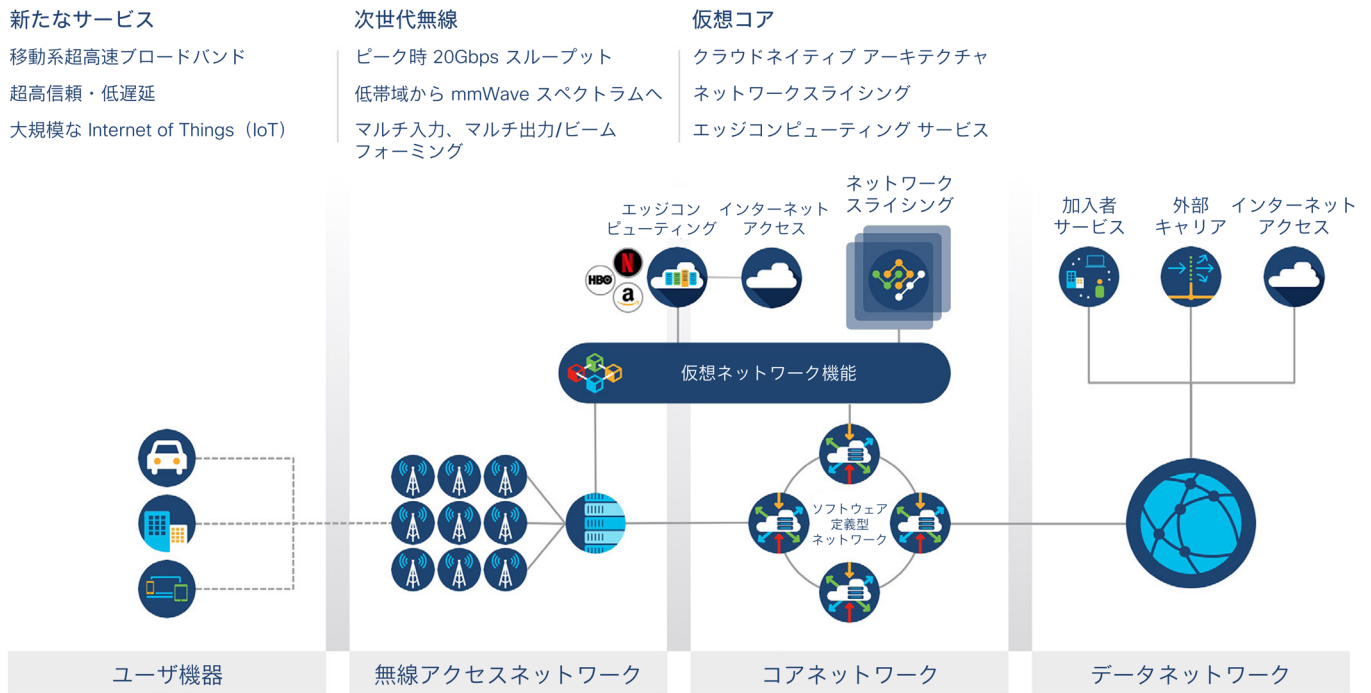 新たなサービス
移動系超高速ブロードバンド
超高信頼・低遅延
大規模な Internet of Things（IoT）
次世代無線
ピーク時 20Gbps スループット
低帯域から mmWave スペクトラムへ
マルチ入力、マルチ出力/ビーム
フォーミング
仮想コア
クラウドネイティブ アーキテクチャ
ネットワークスライシング
エッジコンピューティング サービス
エッジコン
ピューティング
インターネット
アクセス
ネットワーク
スライシング
加入者
サービス
外部
キャリア
インターネット
アクセス
HBO
N
a
仮想ネットワーク機能
ソフトウェア
定義型
ネットワーク
ユーザ機器
無線アクセスネットワーク
コアネットワーク
データネットワーク